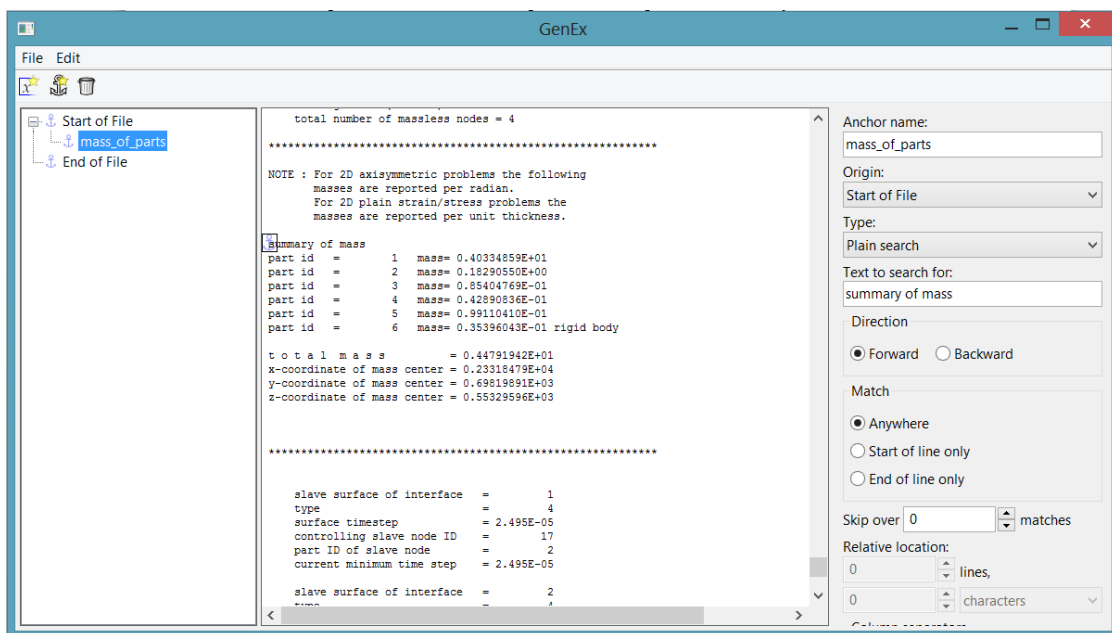 GenEx
File Edit
Start of File
mass_of_parts
End of File
total number of massless nodes = 4
************************************************************
NOTE : For 2D axisymmetric problems the following
masses are reported per radian.
For 2D plain strain/stress problems the
masses are reported per unit thickness.
summary of mass
part id = 1 mass= 0.40334859E+01
part id = 2 mass= 0.18290550E+00
part id = 3 mass= 0.85404769E-01
part id = 4 mass= 0.42890836E-01
part id = 5 mass= 0.99110410E-01
part id = 6 mass= 0.35396043E-01 rigid body
t o t a l m a s s = 0.44791942E+01
x-coordinate of mass center = 0.23318479E+04
y-coordinate of mass center = 0.69819891E+03
z-coordinate of mass center = 0.55329596E+03
************************************************************
slave surface of interface = 1
type = 4
surface timestep = 2.495E-05
controlling slave node ID = 17
part ID of slave node = 2
current minimum time step = 2.495E-05
slave surface of interface = 2
Anchor name:
mass_of_parts
Origin:
Start of File
Type:
Plain search
Text to search for:
summary of mass
Direction
Forward Backward
Match
Anywhere
Start of line only
End of line only
Skip over 0 matches
Relative location:
0 lines,
0 characters